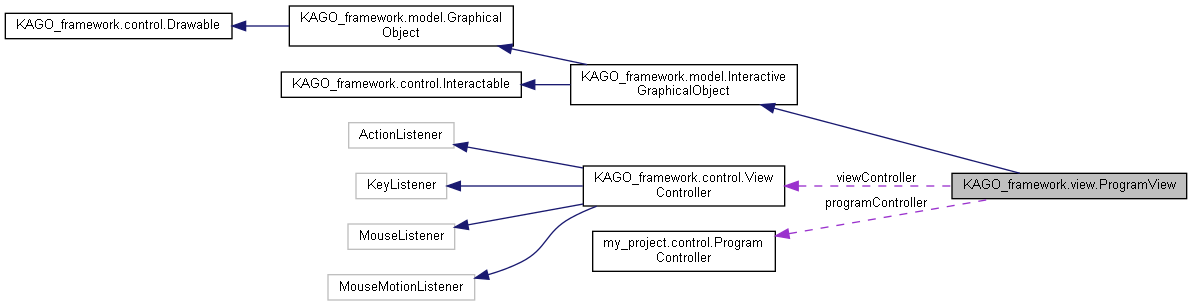 KAGO_framework.control.Drawable
KAGO_framework.model.Graphical
Object
KAGO_framework.control.Interactable
KAGO_framework.model.Interactive
GraphicalObject
ActionListener
KeyListener
MouseListener
MouseMotionListener
KAGO_framework.control.View
Controller
my_project.control.Program
Controller
viewController
programController
KAGO_framework.view.ProgramView